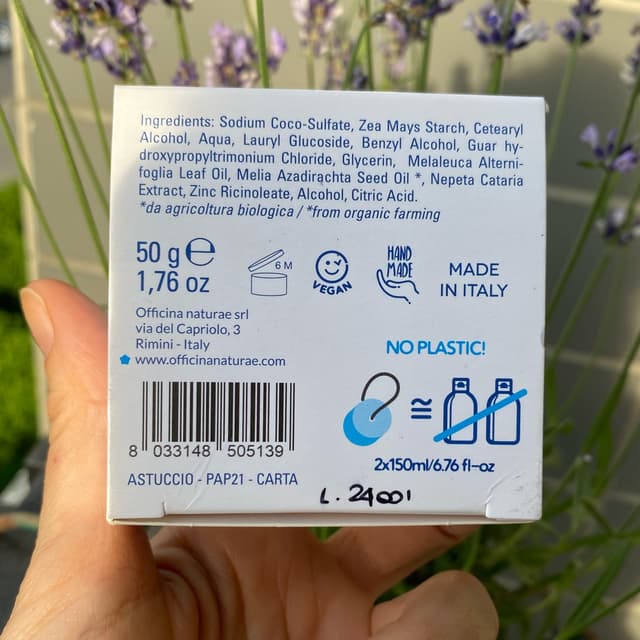 Ingredients: Sodium Coco-Sulfate, Zea Mays Starch, Cetearyl
Alcohol, Aqua, Lauryl Glucoside, Benzyl Alcohol, Guar hy-
droxypropyltrimonium Chloride, Glycerin, Melaleuca Alterni-
foglia Leaf Oil, Melia Azadirachta Seed Oil *, Nepeta Cataria
Extract, Zinc Ricinoleate, Alcohol, Citric Acid.
*da agricoltura biologica / *from organic farming
50 g ℮
1,76 oz
6 M
VEGAN
HAND
MADE
MADE
IN ITALY
Officina naturae srl
via del Capriolo, 3
Rimini - Italy
www.officinanaturae.com
NO PLASTIC!
≅
8 033148 505139
2x150ml/6.76 fl-oz
ASTUCCIO - PAP21 - CARTA
L. 24001